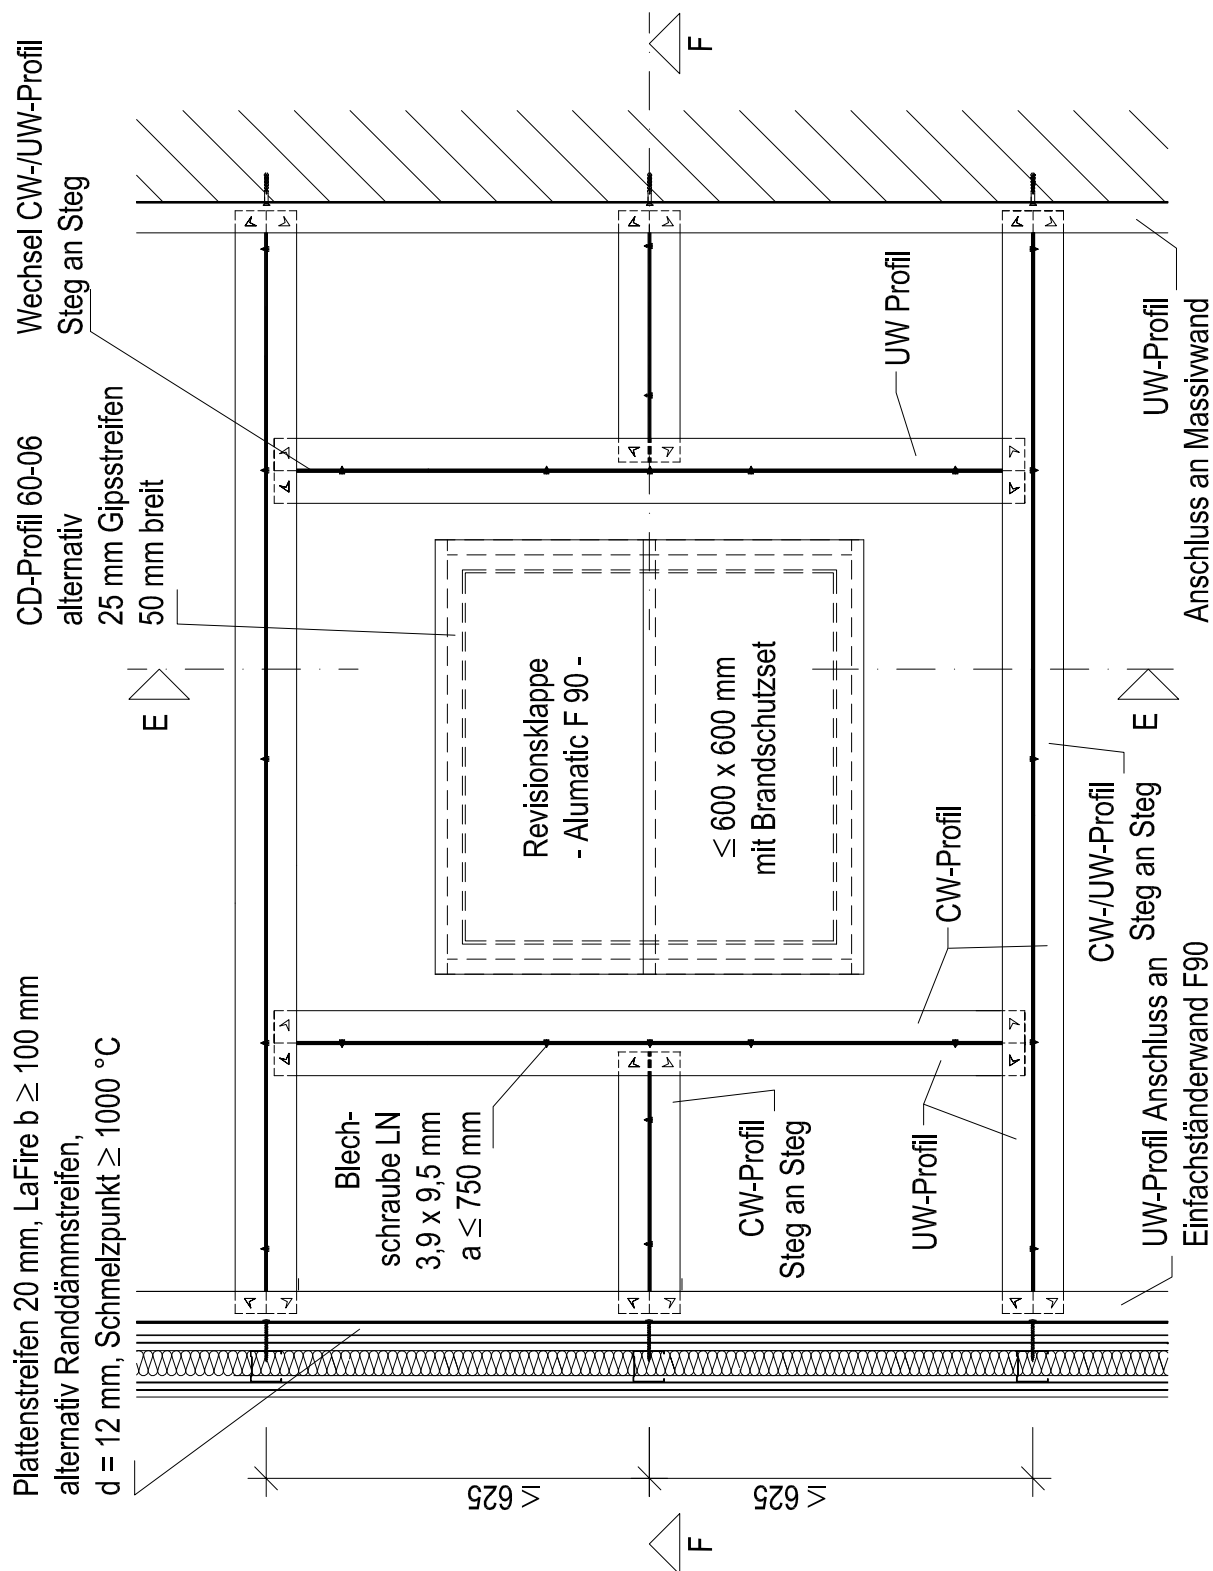 Plattenstreifen 20 mm, LaFire b ≥ 100 mm
alternativ Randdämmstreifen,
d = 12 mm, Schmelzpunkt ≥ 1000 °C
CD-Profil 60-06
alternativ
25 mm Gipsstreifen
50 mm breit
Wechsel CW-/UW-Profil
Steg an Steg
E
F
≤ 625
≤ 625
F
Blech-
schraube LN
3,9 x 9,5 mm
a ≤ 750 mm
Revisionsklappe
- Alumatic F 90 -
≤ 600 x 600 mm
mit Brandschutzset
CW-Profil
Steg an Steg
UW-Profil
CW-Profil
UW Profil
UW-Profil Anschluss an
Einfachständerwand F90
CW-/UW-Profil
Steg an Steg
E
UW-Profil
Anschluss an Massivwand